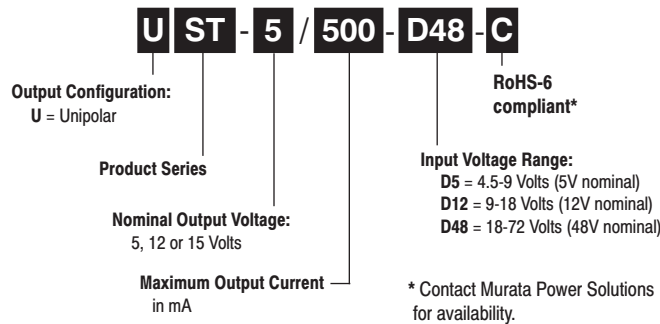 U ST - 5 / 500 - D48 - C
Output Configuration:
U = Unipolar
Product Series
Nominal Output Voltage:
5, 12 or 15 Volts
Maximum Output Current
in mA
RoHS-6
compliant*
Input Voltage Range:
D5 = 4.5-9 Volts (5V nominal)
D12 = 9-18 Volts (12V nominal)
D48 = 18-72 Volts (48V nominal)
* Contact Murata Power Solutions
for availability.